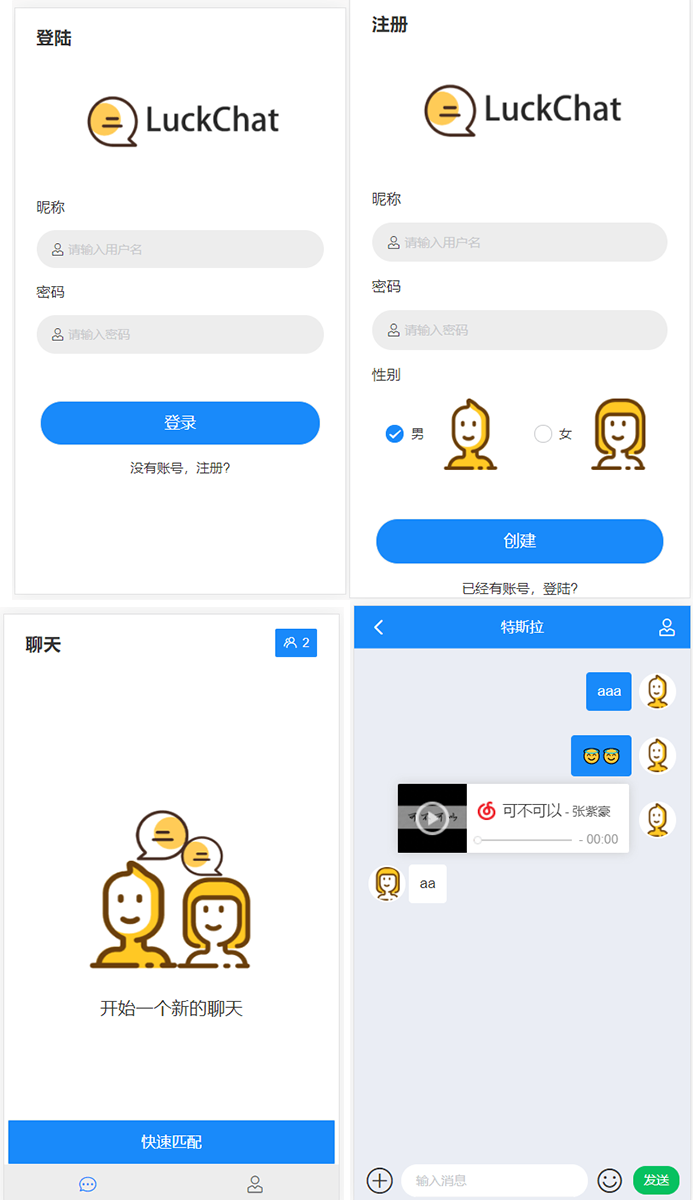 登陆
LuckChat
昵称
请输入用户名
密码
请输入密码
登录
没有账号，注册?
注册
LuckChat
昵称
请输入用户名
密码
请输入密码
性别
男
女
创建
已经有账号，登陆?
聊天
2
开始一个新的聊天
快速匹配
特斯拉
aaa
可不可以 - 张紫豪
- 00:00
aa
输入消息
发送